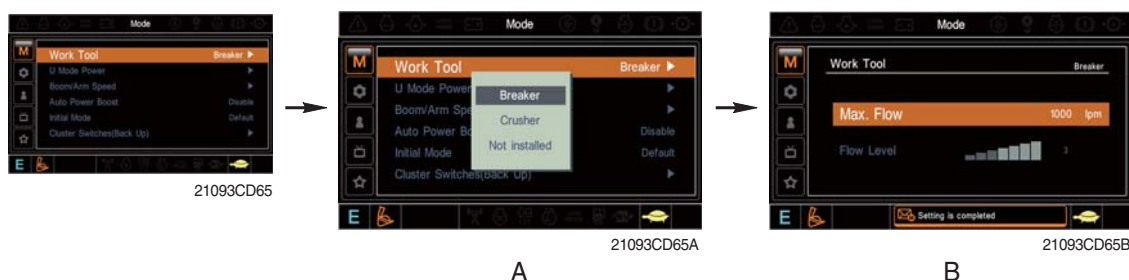 Mode
M
Work Tool Breaker
U Mode Power
Boom/Arm Speed
Auto Power Boost Disable
Initial Mode Default
Cluster Switches(Back Up)
E
21093CD65
Mode
M
Work Tool Breaker
U Mode Power
Boom/Arm Spe
Auto Power Bo Disable
Initial Mode Default
Cluster Switches(Back Up)
Breaker
Crusher
Not installed
E
21093CD65A
A
Mode
M
Work Tool Breaker
Max. Flow 1000 lpm
Flow Level 3
E
Setting is completed
21093CD65B
B